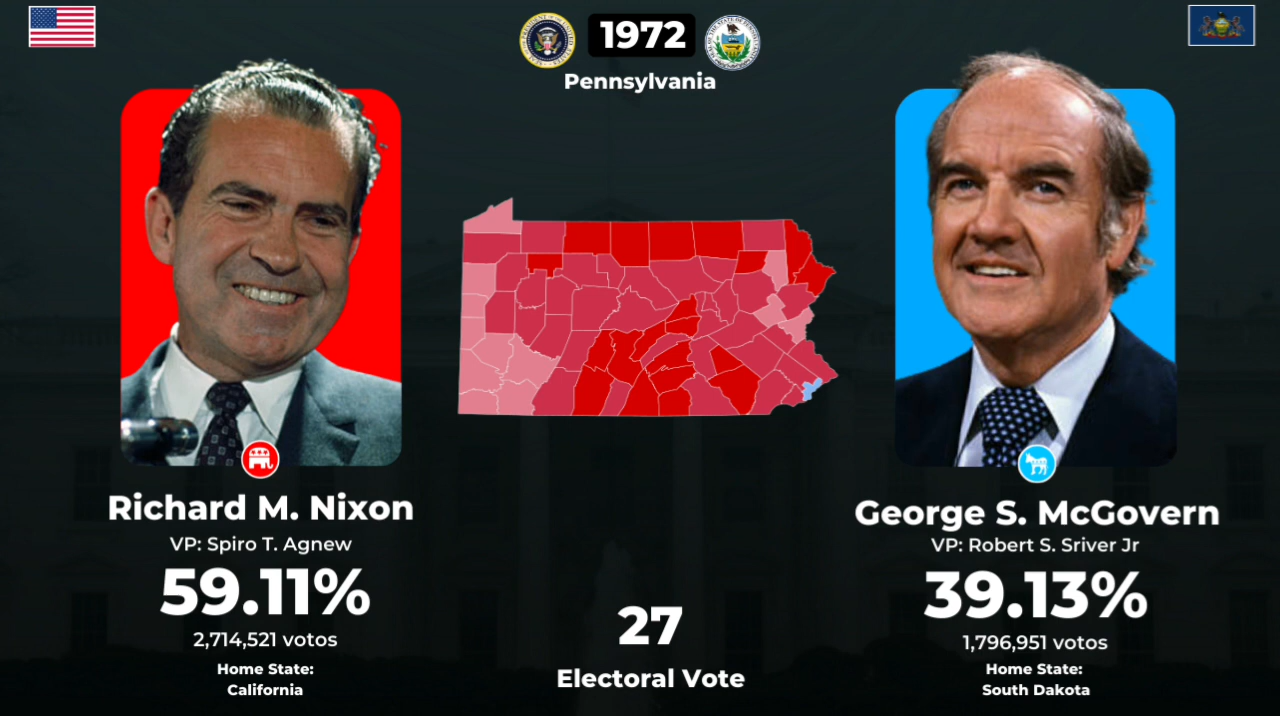 1972
Pennsylvania
Richard M. Nixon
VP: Spiro T. Agnew
59.11%
2,714,521 votos
Home State:
California
27
Electoral Vote
George S. McGovern
VP: Robert S. Sriver Jr
39.13%
1,796,951 votos
Home State:
South Dakota